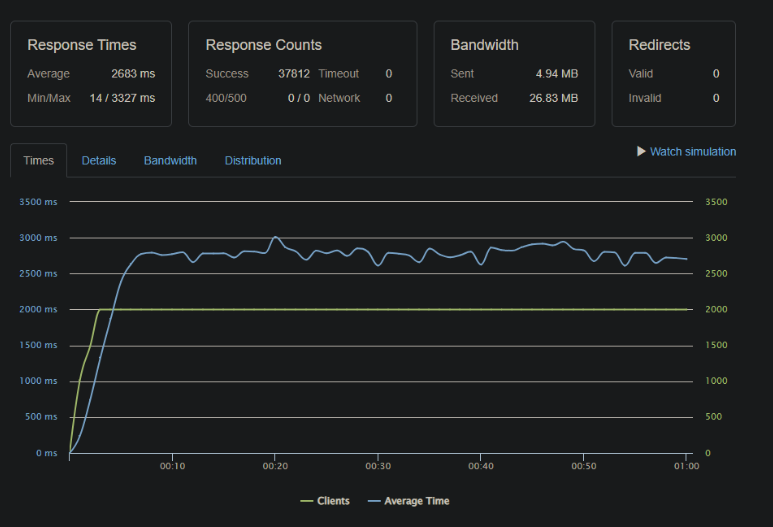 Response Times
Average 2683 ms
Min/Max 14 / 3327 ms
Response Counts
Success 37812 Timeout 0
400/500 0 / 0 Network 0
Bandwidth
Sent 4.94 MB
Received 26.83 MB
Redirects
Valid 0
Invalid 0
Times Details Bandwidth Distribution
Watch simulation
3500 ms 3500
3000 ms 3000
2500 ms 2500
2000 ms 2000
1500 ms 1500
1000 ms 1000
500 ms 500
0 ms 0
00:10 00:20 00:30 00:40 00:50 01:00
Clients Average Time